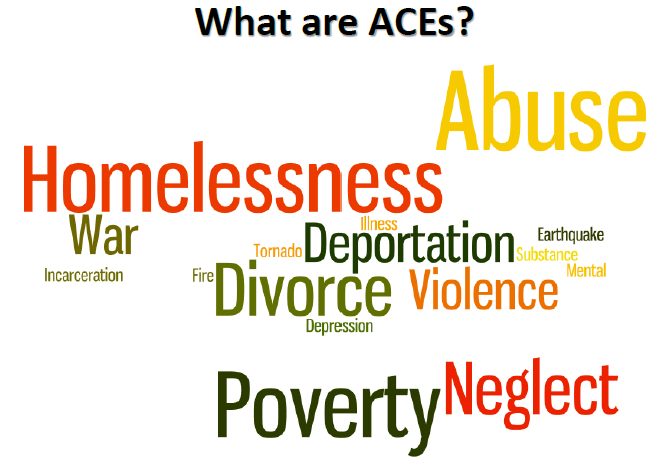 What are ACEs?
Abuse
Homelessness
War
Illness
Tornado
Deportation
Earthquake
Substance
Mental
Incarceration
Fire
Divorce
Violence
Depression
Poverty
Neglect